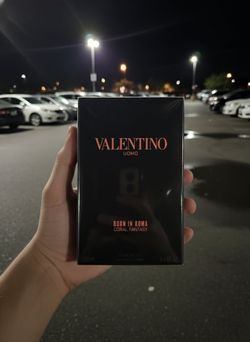 VALENTINO
UOMO
BORN IN ROMA
CORAL FANTASY